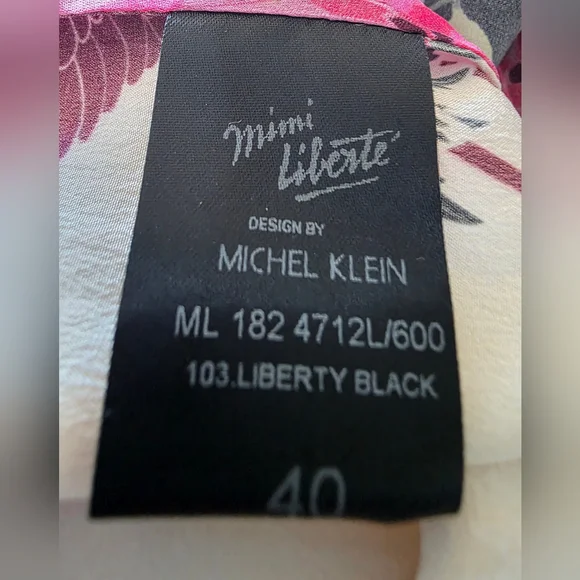 mimi
Liberté
DESIGN BY
MICHEL KLEIN
ML 182 4712L/600
103.LIBERTY BLACK
40